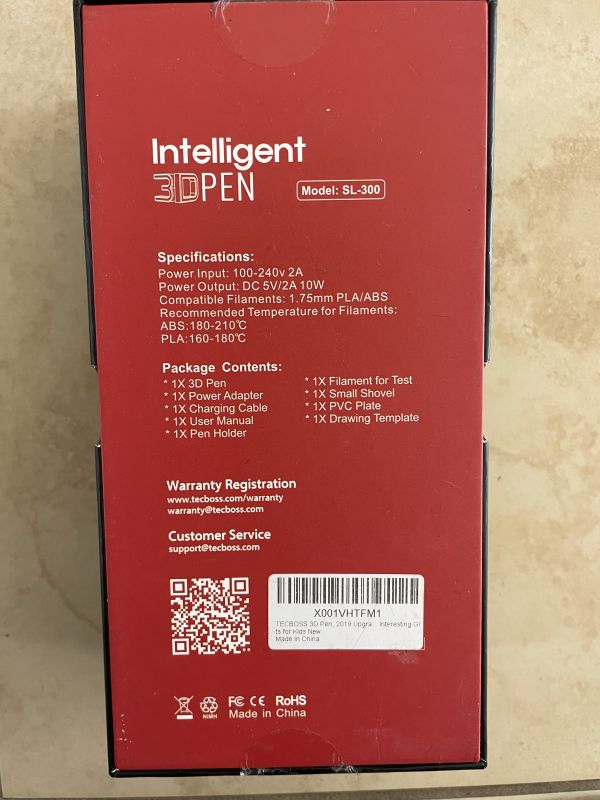 Intelligent
3D PEN
Model: SL-300
Specifications:
Power Input: 100-240v 2A
Power Output: DC 5V/2A 10W
Compatible Filaments: 1.75mm PLA/ABS
Recommended Temperature for Filaments:
ABS:180-210℃
PLA:160-180℃
Package Contents:
* 1X 3D Pen
* 1X Power Adapter
* 1X Charging Cable
* 1X User Manual
* 1X Pen Holder
* 1X Filament for Test
* 1X Small Shovel
* 1X PVC Plate
* 1X Drawing Template
Warranty Registration
www.tecboss.com/warranty
warranty@tecboss.com
Customer Service
support@tecboss.com
X001VHTFM1
TECBOSS 3D Pen, 2019 Upgra... Interesting Gi
ts for Kids New
Made in China
NiMH
FC CE RoHS
Made in China